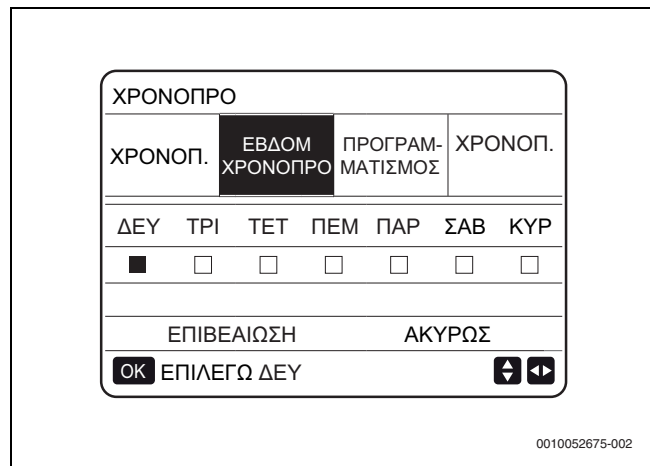 ΧΡΟΝΟΠΡΟ
ΧΡΟΝΟΠ. ΕΒΔΟΜ ΧΡΟΝΟΠΡΟ ΠΡΟΓΡΑΜ-ΜΑΤΙΣΜΟΣ ΧΡΟΝΟΠ.
ΔΕΥ ΤΡΙ ΤΕΤ ΠΕΜ ΠΑΡ ΣΑΒ ΚΥΡ
ΕΠΙΒΕΑΙΩΣΗ ΑΚΥΡΩΣ
OK ΕΠΙΛΕΓΩ ΔΕΥ
0010052675-002